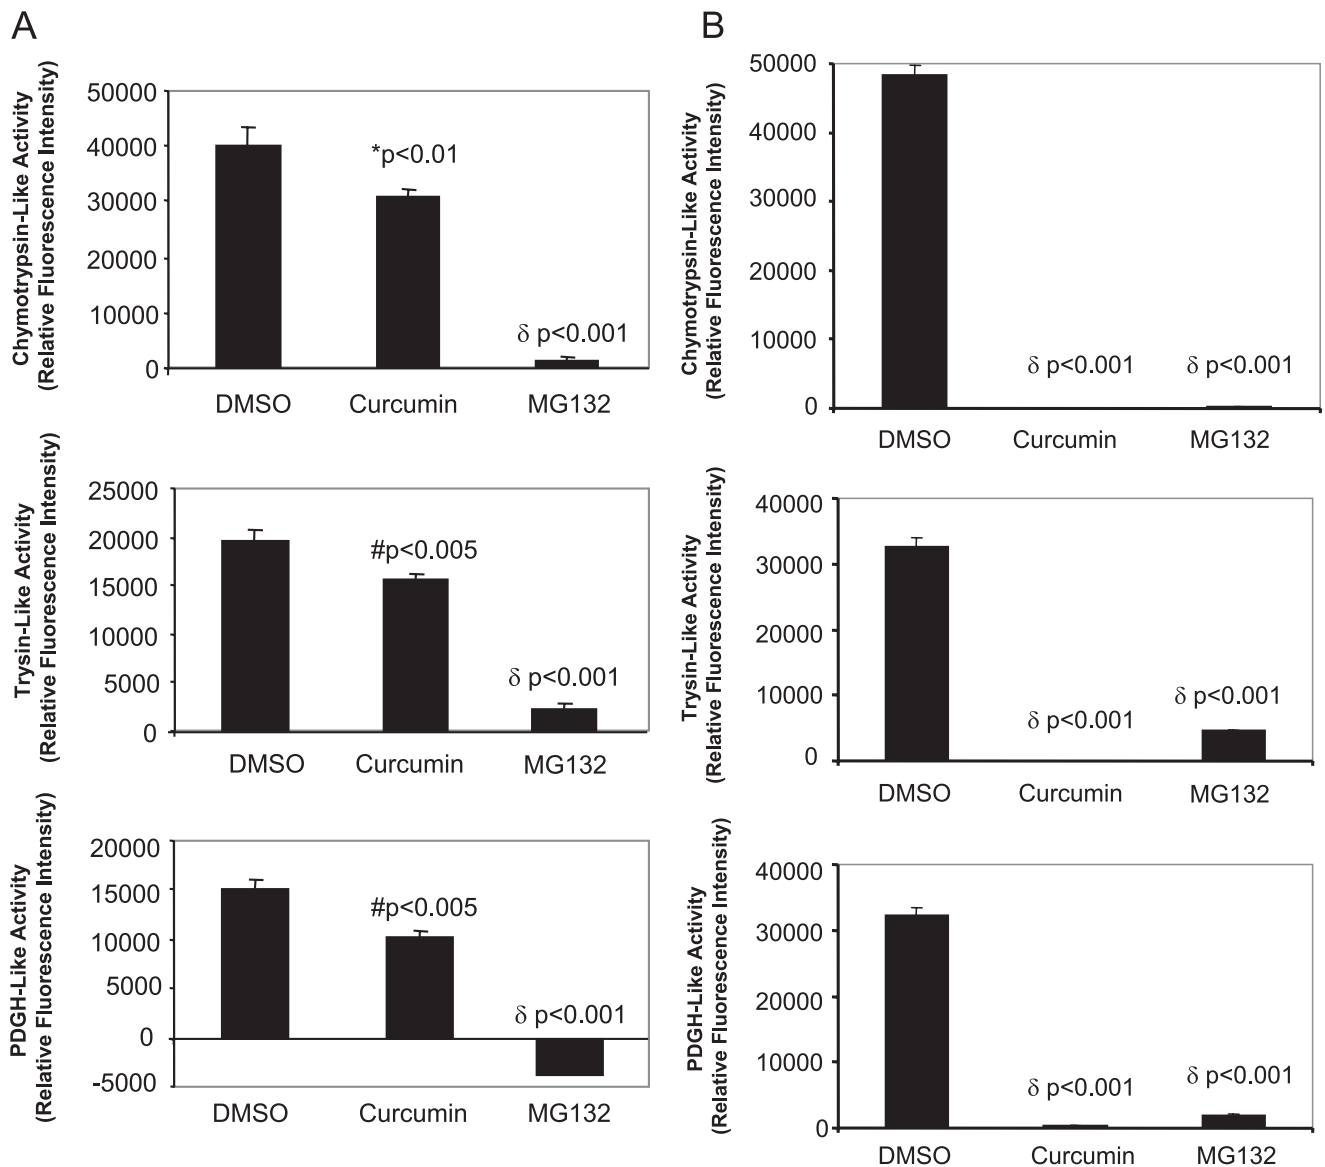 A
Chymotrypsin-Like Activity
(Relative Fluorescence Intensity)
50000
40000
30000
20000
10000
0
*p<0.01
δ p<0.001
DMSO Curcumin MG132
Trysin-Like Activity
(Relative Fluorescence Intensity)
25000
20000
15000
10000
5000
0
#p<0.005
δ p<0.001
DMSO Curcumin MG132
PDGH-Like Activity
(Relative Fluorescence Intensity)
20000
15000
10000
5000
0
-5000
#p<0.005
δ p<0.001
DMSO Curcumin MG132
B
Chymotrypsin-Like Activity
(Relative Fluorescence Intensity)
50000
40000
30000
20000
10000
0
δ p<0.001 δ p<0.001
DMSO Curcumin MG132
Trysin-Like Activity
(Relative Fluorescence Intensity)
40000
30000
20000
10000
0
δ p<0.001
δ p<0.001
DMSO Curcumin MG132
PDGH-Like Activity
(Relative Fluorescence Intensity)
40000
30000
20000
10000
0
δ p<0.001
δ p<0.001
DMSO Curcumin MG132